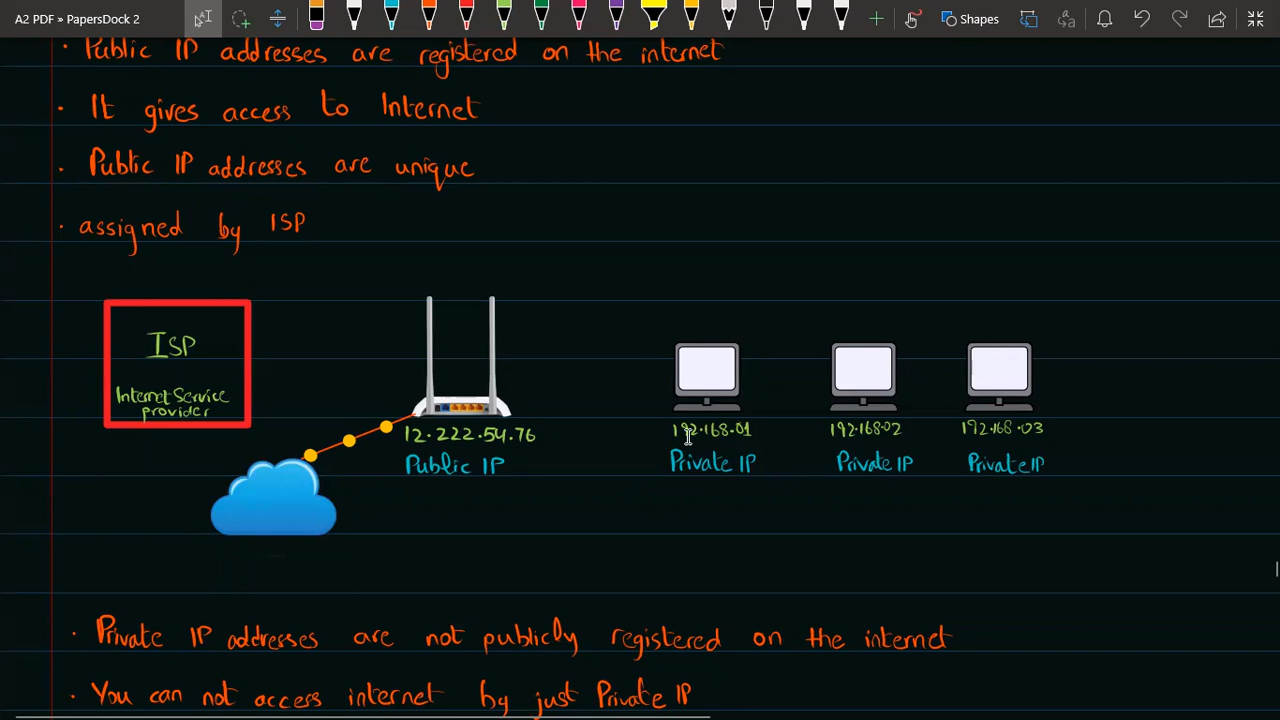 A2 PDF » PapersDock 2
Shapes
· Public IP addresses are registered on the internet
· It gives access to Internet
· Public IP addresses are unique
· assigned by ISP
ISP
Internet Service
provider
12.222.54.76
Public IP
192.168.01
Private IP
192.168.02
Private IP
192.168.03
Private IP
· Private IP addresses are not publicly registered on the internet
· You can not access internet by just Private IP